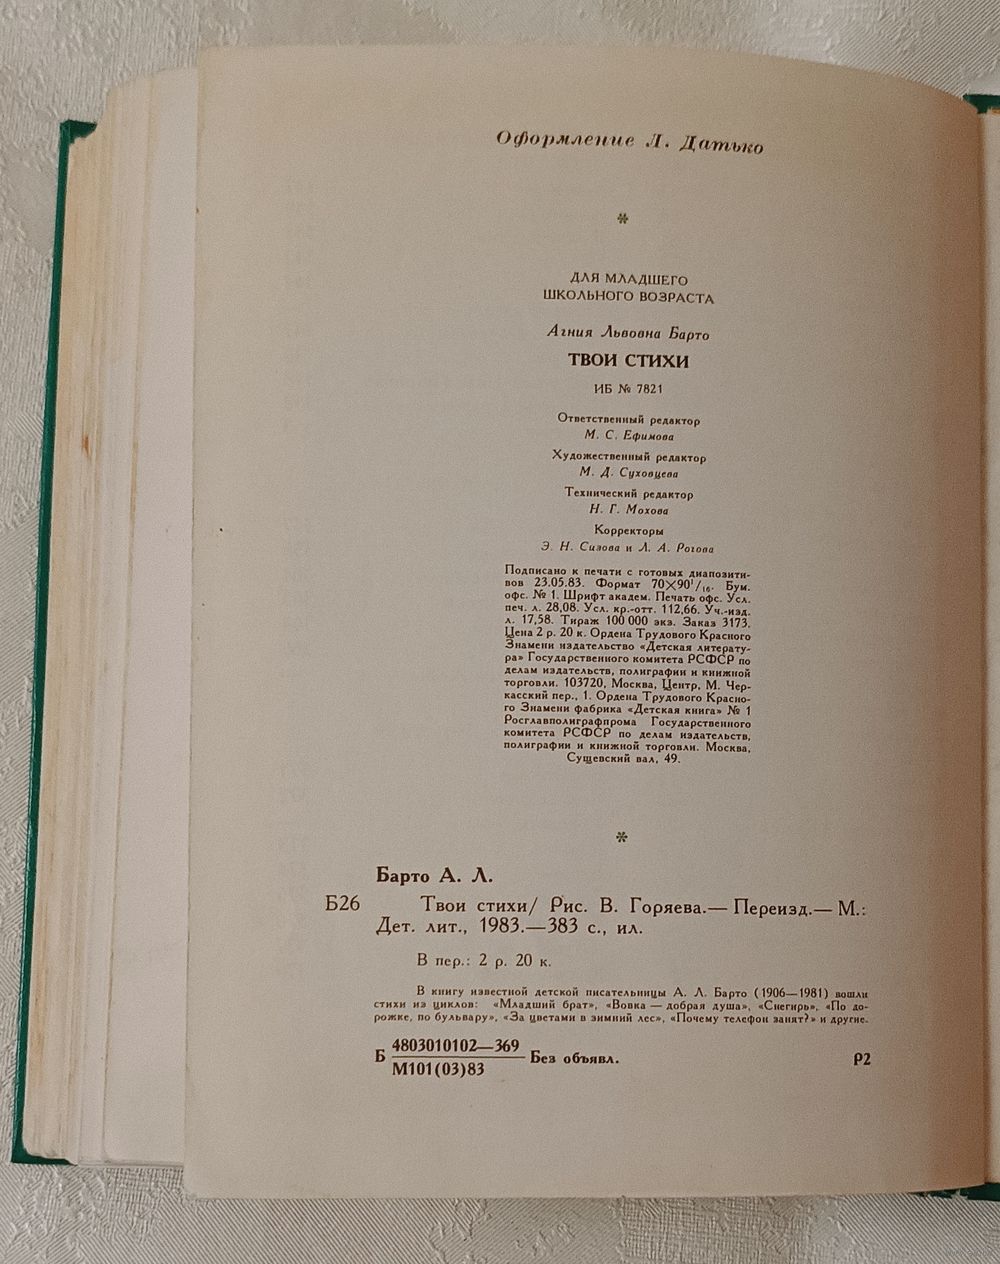 Оформление Л. Датько
*
ДЛЯ МЛАДШЕГО
ШКОЛЬНОГО ВОЗРАСТА
Агния Львовна Барто
ТВОИ СТИХИ
ИБ № 7821
Ответственный редактор
М. С. Ефимова
Художественный редактор
М. Д. Суховцева
Технический редактор
Н. Г. Мохова
Корректоры
Э. Н. Сизова и Л. А. Рогова
Подписано к печати с готовых диапозити-
вов 23.05.83. Формат 70×90¹/₁₆. Бум.
офс. № 1. Шрифт академ. Печать офс. Усл.
печ. л. 28,08. Усл. кр.-отт. 112,66. Уч.-изд.
л. 17,58. Тираж 100 000 экз. Заказ 3173.
Цена 2 р. 20 к. Ордена Трудового Красного
Знамени издательство «Детская литерату-
ра» Государственного комитета РСФСР по
делам издательств, полиграфии и книжной
торговли. 103720, Москва, Центр, М. Чер-
касский пер., 1. Ордена Трудового Красно-
го Знамени фабрика «Детская книга» № 1
Росглавполиграфпрома Государственного
комитета РСФСР по делам издательств,
полиграфии и книжной торговли. Москва,
Сущевский вал, 49.
*
Барто А. Л.
Б26 Твои стихи/ Рис. В. Горяева.— Переизд.— М.:
Дет. лит., 1983.—383 с., ил.
В пер.: 2 р. 20 к.
В книгу известной детской писательницы А. Л. Барто (1906—1981) вошли
стихи из циклов: «Младший брат», «Вовка — добрая душа», «Снегирь», «По до-
рожке, по бульвару», «За цветами в зимний лес», «Почему телефон занят?» и другие.
4803010102—369
Б Без объявл. Р2
М101(03)83